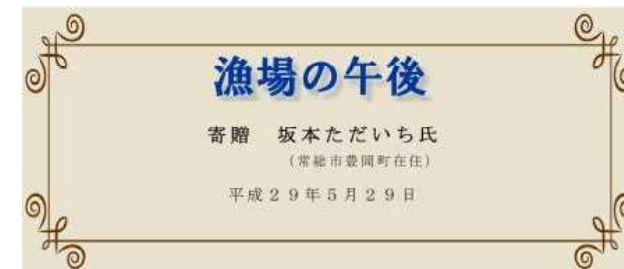 漁場の午後
寄贈　坂本ただいち氏
（常総市豊岡町在住）
平成２９年５月２９日